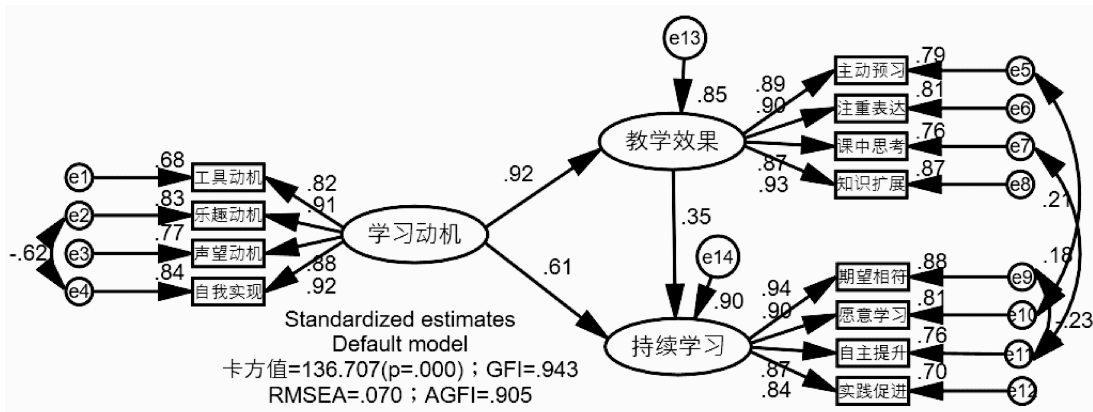 e13
.85
教学效果
.89
.90
.87
.93
主动预习
.79
e5
注重表达
.81
e6
课中思考
.76
e7
知识扩展
.87
e8
.21
.18
-.23
e1
.68
工具动机
.82
e2
.83
乐趣动机
.91
e3
.77
声望动机
.88
e4
.84
自我实现
.92
-.62
学习动机
.92
.61
.35
e14
.90
持续学习
.94
.90
.87
.84
期望相符
.88
e9
愿意学习
.81
e10
自主提升
.76
e11
实践促进
.70
e12
Standardized estimates
Default model
卡方值=136.707(p=.000)；GFI=.943
RMSEA=.070；AGFI=.905